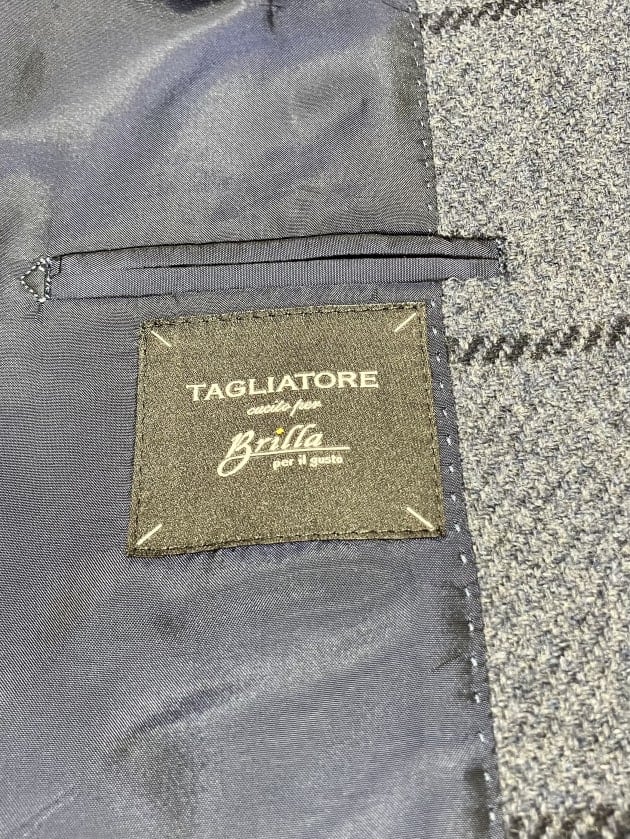 TAGLIATORE
cucito per
Brilla
per il gusto